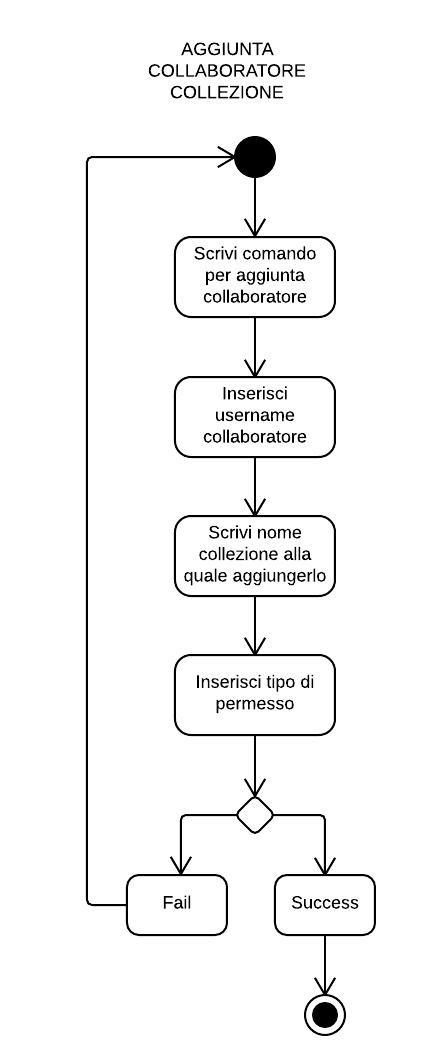 AGGIUNTA
COLLABORATORE
COLLEZIONE
Scrivi comando
per aggiunta
collaboratore
Inserisci
username
collaboratore
Scrivi nome
collezione alla
quale aggiungerlo
Inserisci tipo di
permesso
Fail
Success